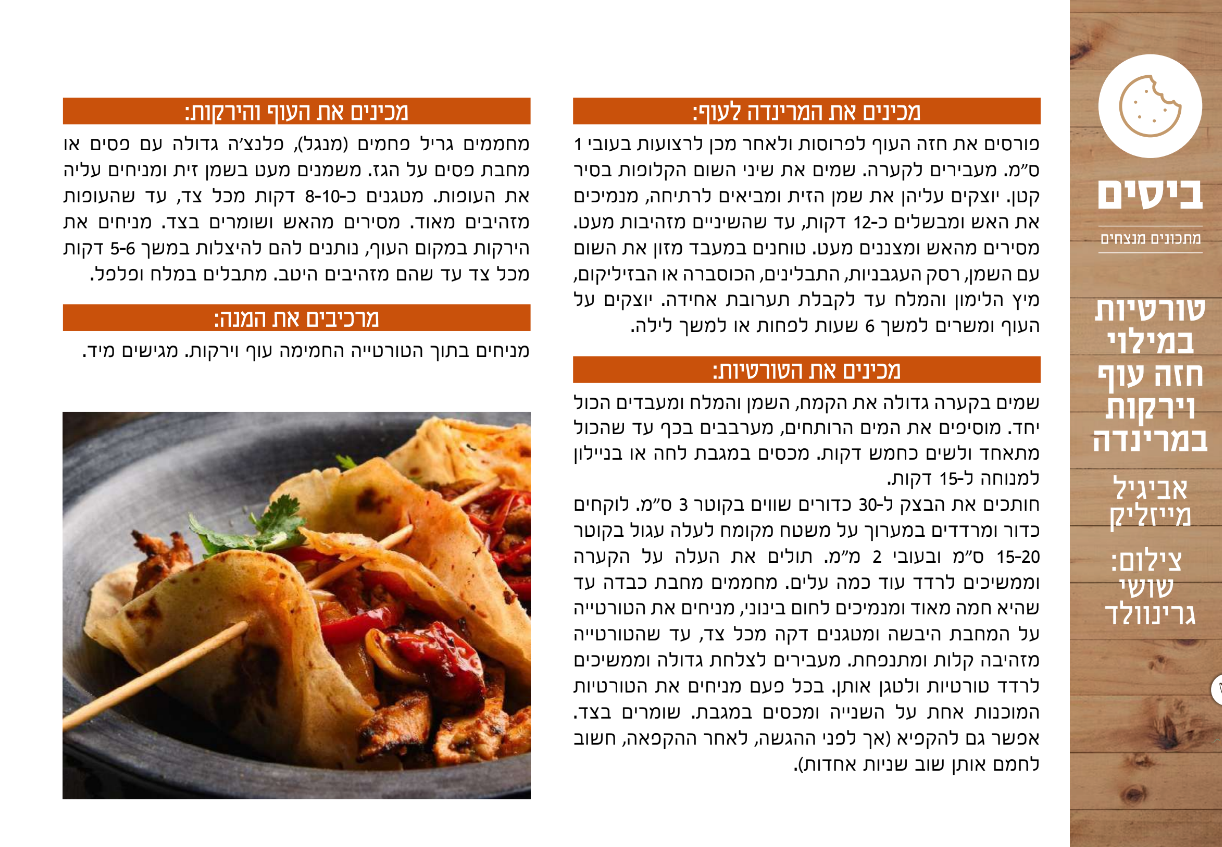 ביסים
מתכונים מנצחים
טורטיות
במילוי
חזה עוף
וירקות
במרינדה
אביגיל
מייזליק
צילום:
שושי
גרינוולד
מכינים את המרינדה לעוף:
פורסים את חזה העוף לפרוסות ולאחר מכן לרצועות בעובי 1
ס"מ. מעבירים לקערה. שמים את שיני השום הקלופות בסיר
קטן. יוצקים עליהן את שמן הזית ומביאים לרתיחה, מנמיכים
את האש ומבשלים כ-12 דקות, עד שהשיניים מזהיבות מעט.
מסירים מהאש ומצננים מעט. טוחנים במעבד מזון את השום
עם השמן, רסק העגבניות, התבלינים, הכוסברה או הבזיליקום,
מיץ הלימון והמלח עד לקבלת תערובת אחידה. יוצקים על
העוף ומשרים למשך 6 שעות לפחות או למשך לילה.
מכינים את הטורטיות:
שמים בקערה גדולה את הקמח, השמן והמלח ומעבדים הכול
יחד. מוסיפים את המים הרותחים, מערבבים בכף עד שהכול
מתאחד ולשים כחמש דקות. מכסים במגבת לחה או בניילון
למנוחה ל-15 דקות.
חותכים את הבצק ל-30 כדורים שווים בקוטר 3 ס"מ. לוקחים
כדור ומרדדים במערוך על משטח מקומח לעלה עגול בקוטר
15-20 ס"מ ובעובי 2 מ"מ. תולים את העלה על הקערה
וממשיכים לרדד עוד כמה עלים. מחממים מחבת כבדה עד
שהיא חמה מאוד ומנמיכים לחום בינוני, מניחים את הטורטייה
על המחבת היבשה ומטגנים דקה מכל צד, עד שהטורטייה
מזהיבה קלות ומתנפחת. מעבירים לצלחת גדולה וממשיכים
לרדד טורטיות ולטגן אותן. בכל פעם מניחים את הטורטיות
המוכנות אחת על השנייה ומכסים במגבת. שומרים בצד.
אפשר גם להקפיא (אך לפני ההגשה, לאחר ההקפאה, חשוב
לחמם אותן שוב שניות אחדות).
מכינים את העוף והירקות:
מחממים גריל פחמים (מנגל), פלנצ'ה גדולה עם פסים או
מחבת פסים על הגז. משמנים מעט בשמן זית ומניחים עליה
את העופות. מטגנים כ-8-10 דקות מכל צד, עד שהעופות
מזהיבים מאוד. מסירים מהאש ושומרים בצד. מניחים את
הירקות במקום העוף, נותנים להם להיצלות במשך 5-6 דקות
מכל צד עד שהם מזהיבים היטב. מתבלים במלח ופלפל.
מרכיבים את המנה:
מניחים בתוך הטורטייה החמימה עוף וירקות. מגישים מיד.